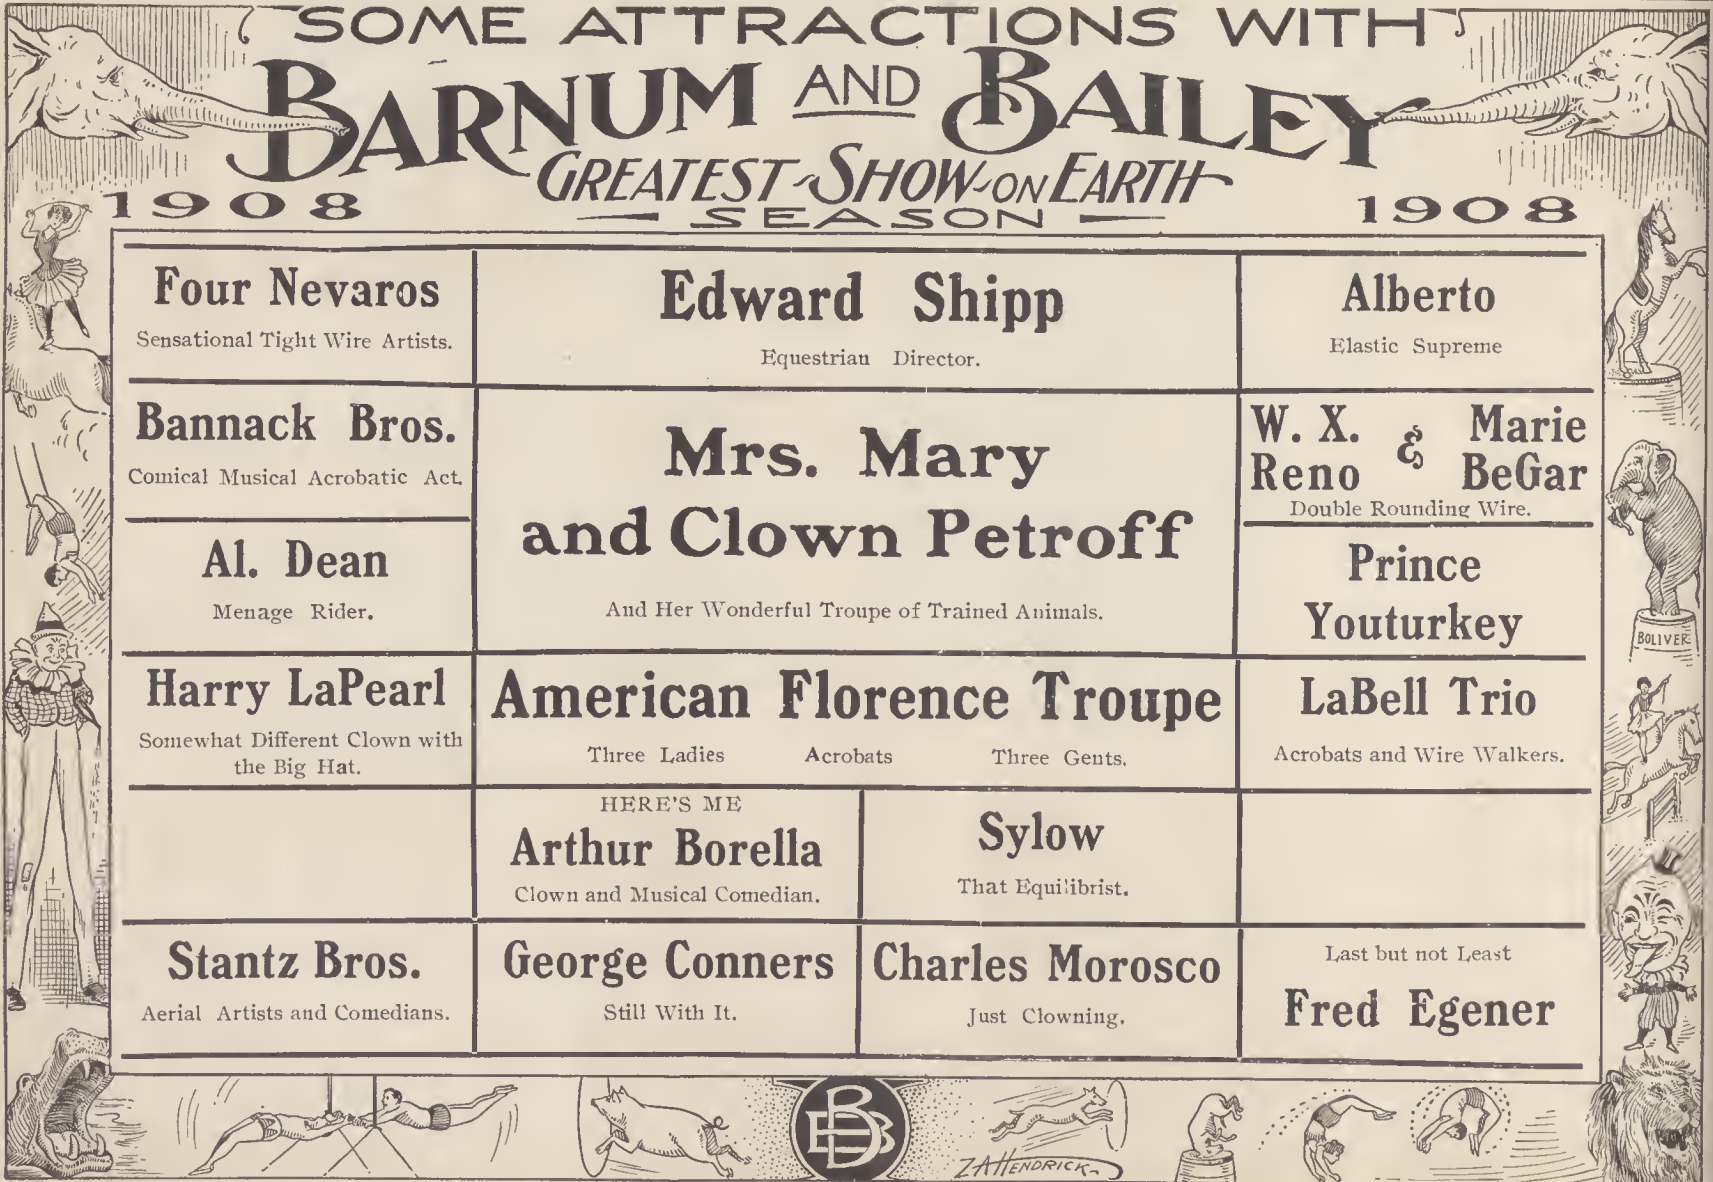 SOME ATTRACTIONS WITH
BARNUM AND BAILEY
GREATEST SHOW ON EARTH
1908 SEASON 1908
Four Nevaros
Sensational Tight Wire Artists.
Edward Shipp
Equestrian Director.
Alberto
Elastic Supreme
Bannack Bros.
Comical Musical Acrobatic Act.
Mrs. Mary
and Clown Petroff
And Her Wonderful Troupe of Trained Animals.
W. X. Reno & Marie BeGar
Double Rounding Wire.
Al. Dean
Menage Rider.
Prince
Youturkey
BOLIVER
Harry LaPearl
Somewhat Different Clown with
the Big Hat.
American Florence Troupe
Three Ladies Acrobats Three Gents.
LaBell Trio
Acrobats and Wire Walkers.
HERE'S ME
Arthur Borella
Clown and Musical Comedian.
Sylow
That Equilibrist.
Stantz Bros.
Aerial Artists and Comedians.
George Conners
Still With It.
Charles Morosco
Just Clowning.
Last but not Least
Fred Egener
BB
Z.A. HENDRICK